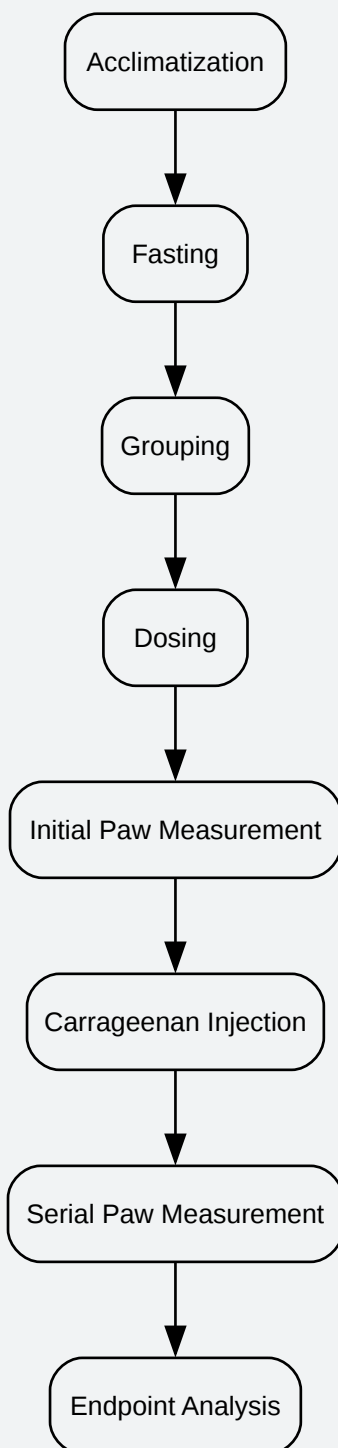 Acclimatization
Fasting
Grouping
Dosing
Initial Paw Measurement
Carrageenan Injection
Serial Paw Measurement
Endpoint Analysis